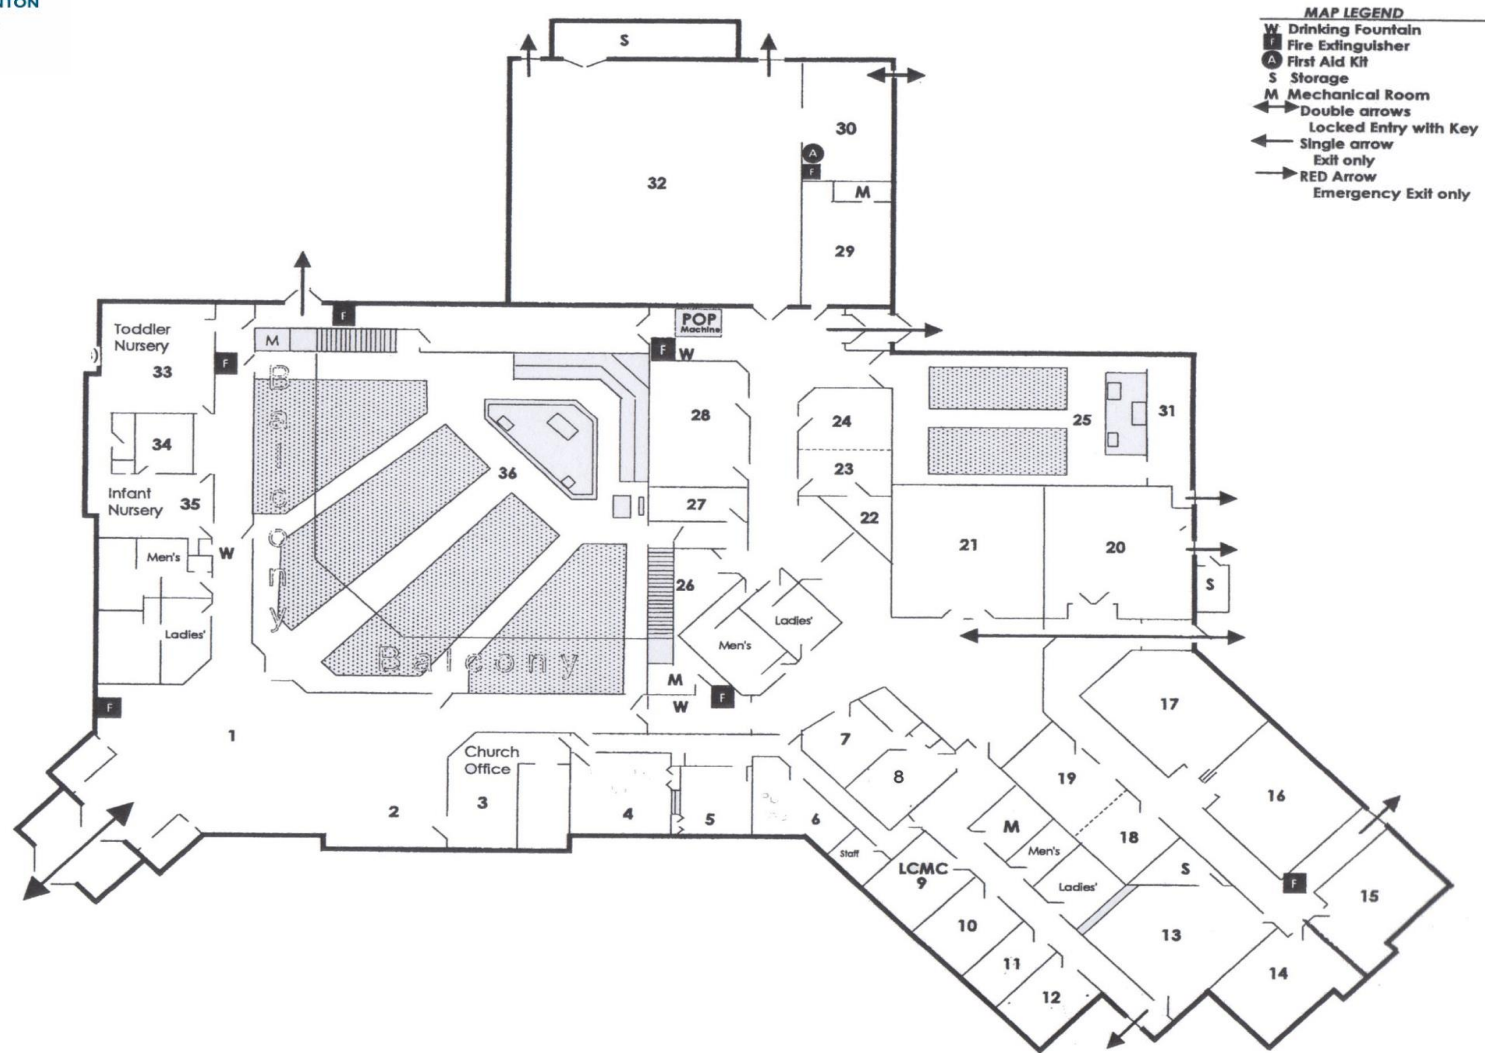 NTON
MAP LEGEND
W Drinking Fountain
F Fire Extinguisher
A First Aid Kit
S Storage
M Mechanical Room
Double arrows
Locked Entry with Key
Single arrow
Exit only
RED Arrow
Emergency Exit only
S
30
A
F
32
M
29
F
POP
Machine
Toddler
Nursery
M
F
W
F
33
Balcony
31
28
24
25
34
36
23
Infant
Nursery
35
27
22
21
20
Men's
W
S
26
Ladies'
Ladies'
Men's
Balcony
M
F
W
F
17
1
7
Church
Office
8
19
16
3
2
4
5
6
M
18
Staff
Men's
LCMC
9
S
F
Ladies'
15
10
13
11
14
12